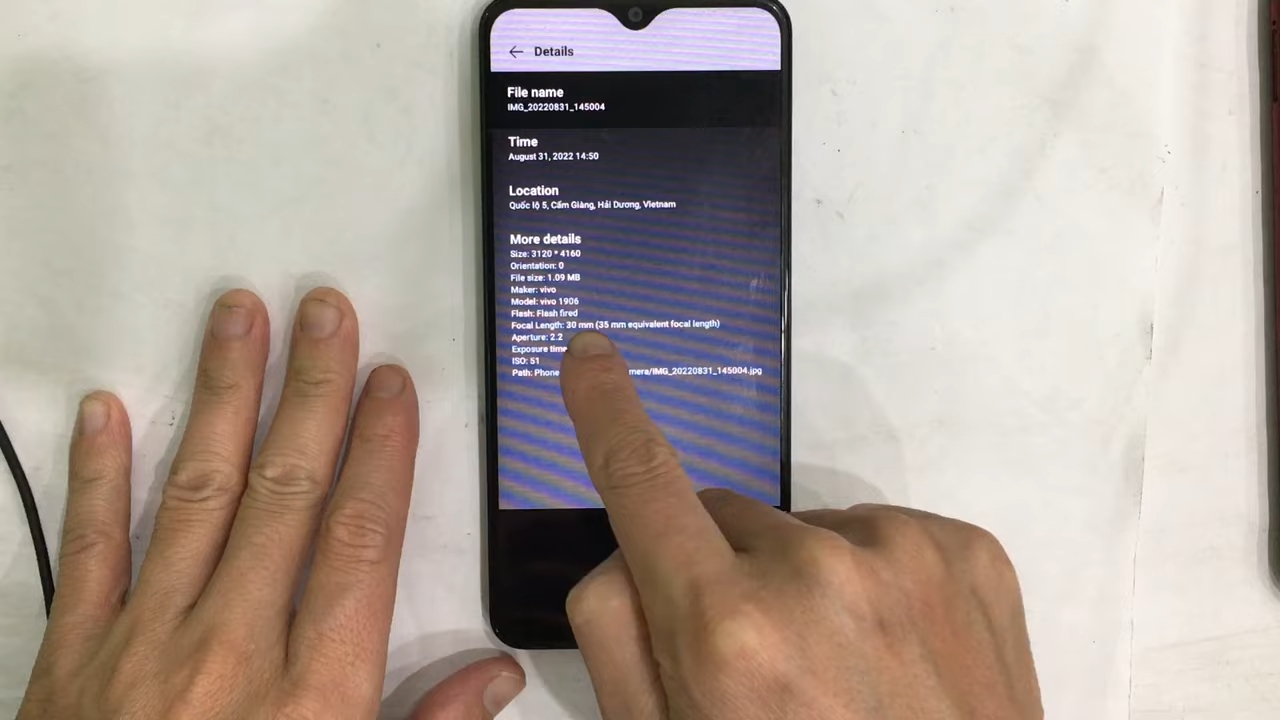 Details
File name
IMG_20220831_145004
Time
August 31, 2022 14:50
Location
Quốc lộ 5, Cẩm Giàng, Hải Dương, Vietnam
More details
Size: 3120 * 4160
Orientation: 0
File size: 1.09 MB
Maker: vivo
Model: vivo 1906
Flash: Flash fired
Focal Length: 30 mm (35 mm equivalent focal length)
Aperture: 2.2
Exposure time
ISO: 51
Path: Phone mera/IMG_20220831_145004.jpg